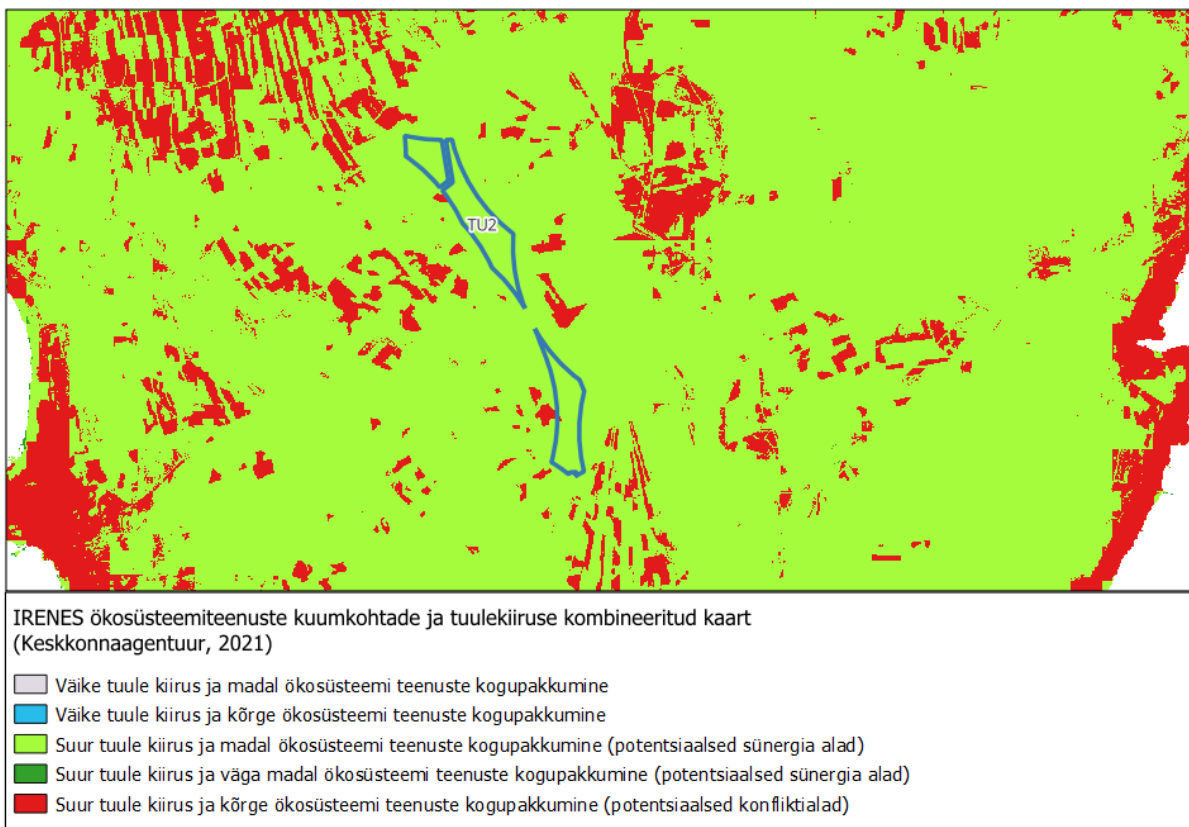 TU2
IRENES ökosüsteemiteenuste kuumkohtade ja tuulekiiruse kombineeritud kaart
(Keskkonnaagentuur, 2021)
Väike tuule kiirus ja madal ökosüsteemi teenuste kogupakkumine
Väike tuule kiirus ja kõrge ökosüsteemi teenuste kogupakkumine
Suur tuule kiirus ja madal ökosüsteemi teenuste kogupakkumine (potentsiaalsed sünergia alad)
Suur tuule kiirus ja väga madal ökosüsteemi teenuste kogupakkumine (potentsiaalsed sünergia alad)
Suur tuule kiirus ja kõrge ökosüsteemi teenuste kogupakkumine (potentsiaalsed konfliktialad)